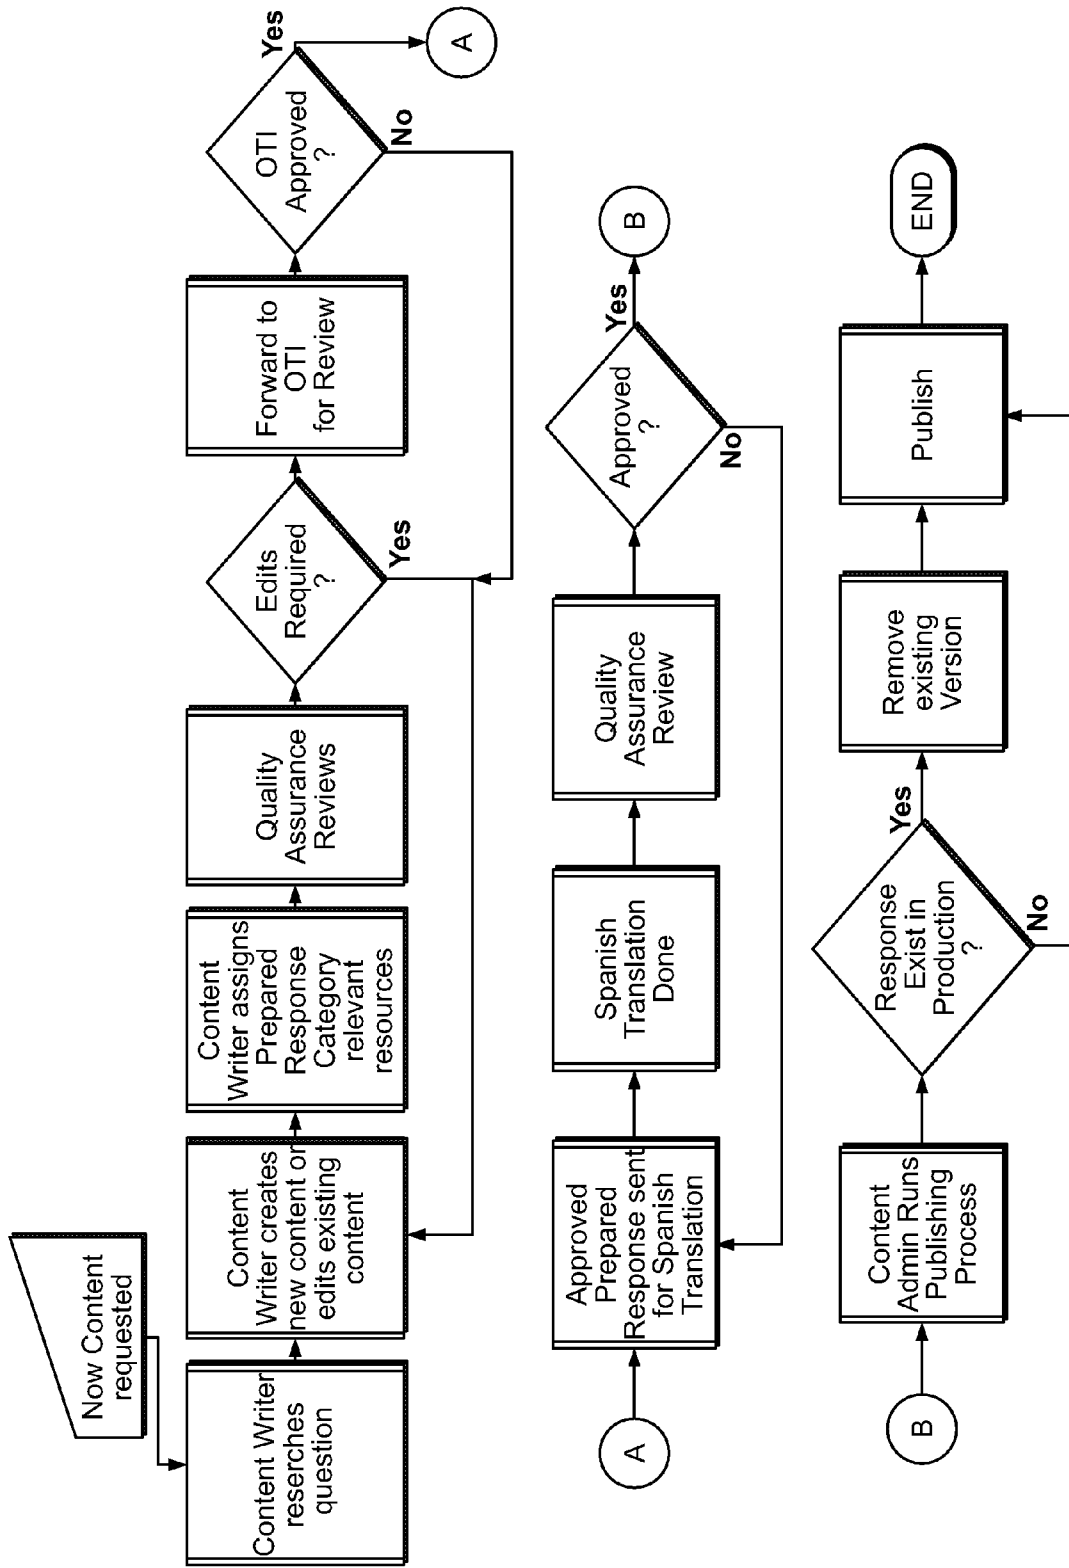 Now Content
requested
Content Writer
reserches
question
Content
Writer creates
new content or
edits existing
content
Content
Writer assigns
Prepared
Response
Category
relevant
resources
Quality
Assurance
Reviews
Edits
Required
?
Yes
Forward to
OTI
for Review
OTI
Approved
?
Yes
No
A
A
Approved
Prepared
Response sent
for Spanish
Translation
Spanish
Translation
Done
Quality
Assurance
Review
Approved
?
Yes
No
B
B
Content
Admin Runs
Publishing
Process
Response
Exist in
Production
?
Yes
No
Remove
existing
Version
Publish
END